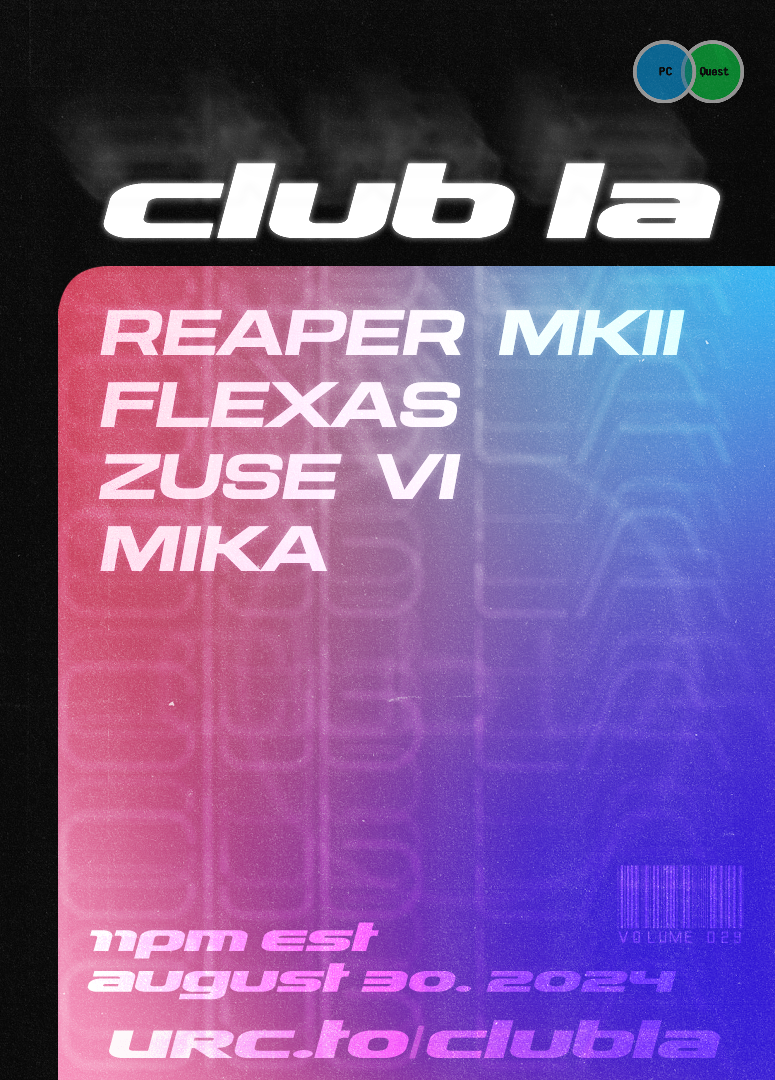 PC Quest
club la
REAPER MKII
FLEXAS
ZUSE VI
MIKA
VOLUME 029
11pm est
august 30. 2024
vrc.to/clubla